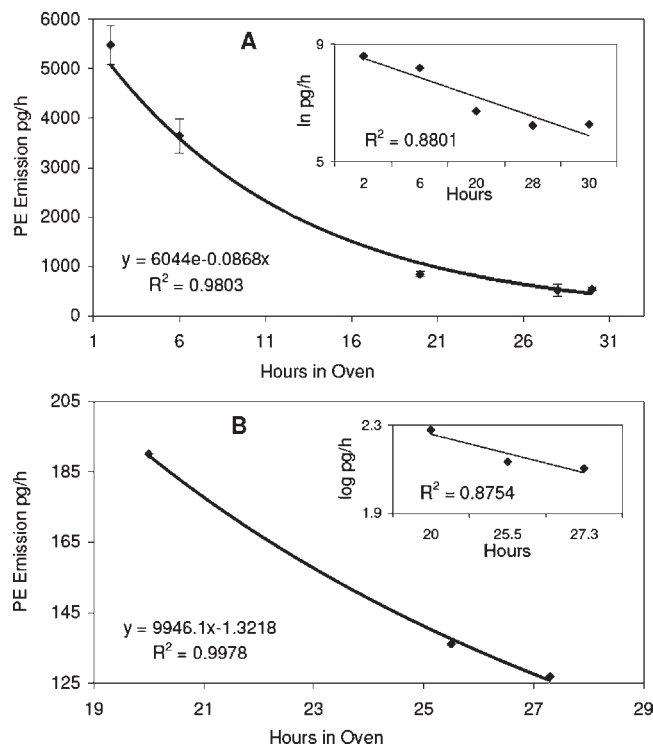 6000
5000
4000
3000
2000
1000
0
PE Emission pg/h
A
y = 6044e-0.0868x
R² = 0.9803
1 6 11 16 21 26 31
Hours in Oven
9
5
ln pg/h
R² = 0.8801
2 6 20 28 30
Hours
205
185
165
145
125
PE Emission pg/h
B
y = 9946.1x-1.3218
R² = 0.9978
19 21 23 25 27 29
Hours in Oven
2.3
1.9
log pg/h
R² = 0.8754
20 25.5 27.3
Hours